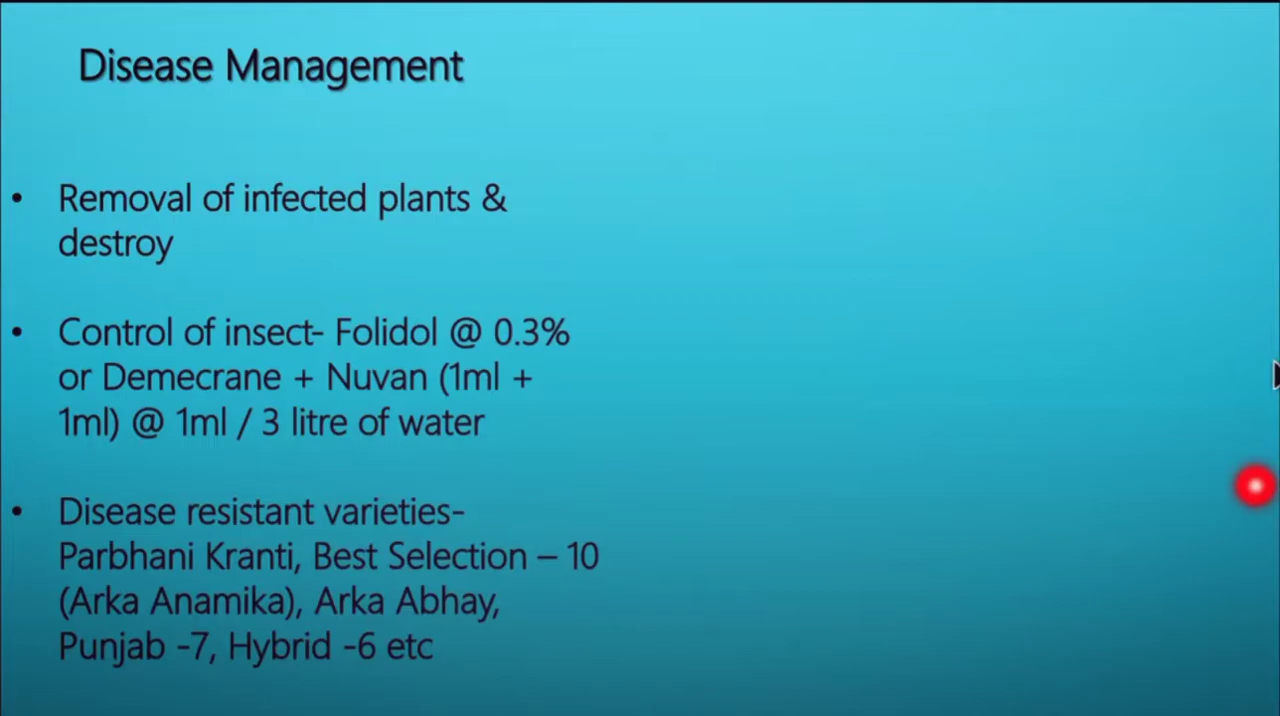 Disease Management
• Removal of infected plants &
destroy
• Control of insect- Folidol @ 0.3%
or Demecrane + Nuvan (1ml +
1ml) @ 1ml / 3 litre of water
• Disease resistant varieties-
Parbhani Kranti, Best Selection – 10
(Arka Anamika), Arka Abhay,
Punjab -7, Hybrid -6 etc